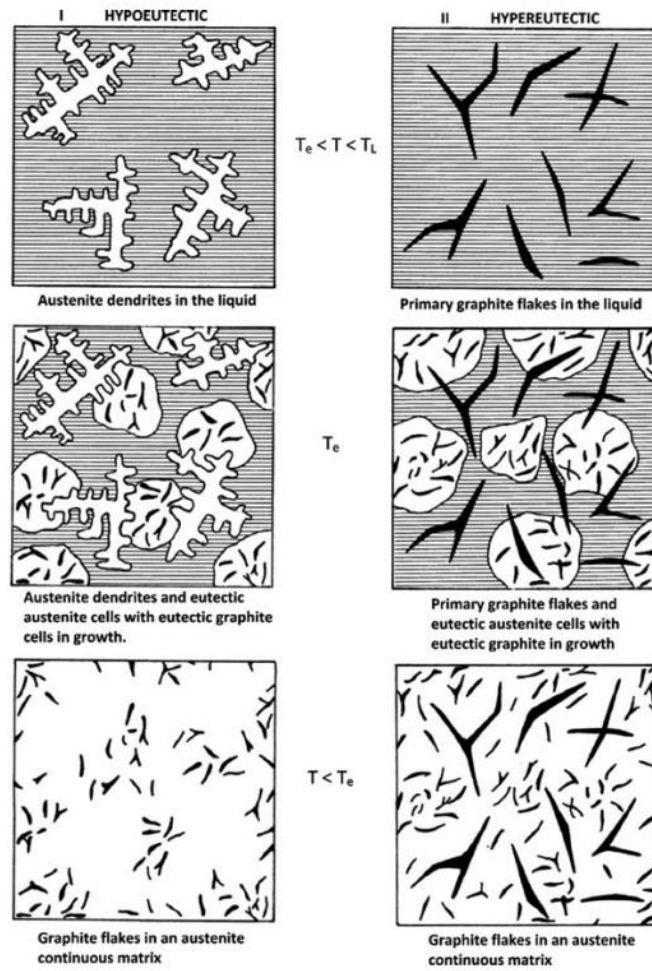 I HYPOEUTECTIC
II HYPEREUTECTIC
Te < T < TL
Austenite dendrites in the liquid
Primary graphite flakes in the liquid
Te
Austenite dendrites and eutectic
austenite cells with eutectic graphite
cells in growth.
Primary graphite flakes and
eutectic austenite cells with
eutectic graphite in growth
T < Te
Graphite flakes in an austenite
continuous matrix
Graphite flakes in an austenite
continuous matrix